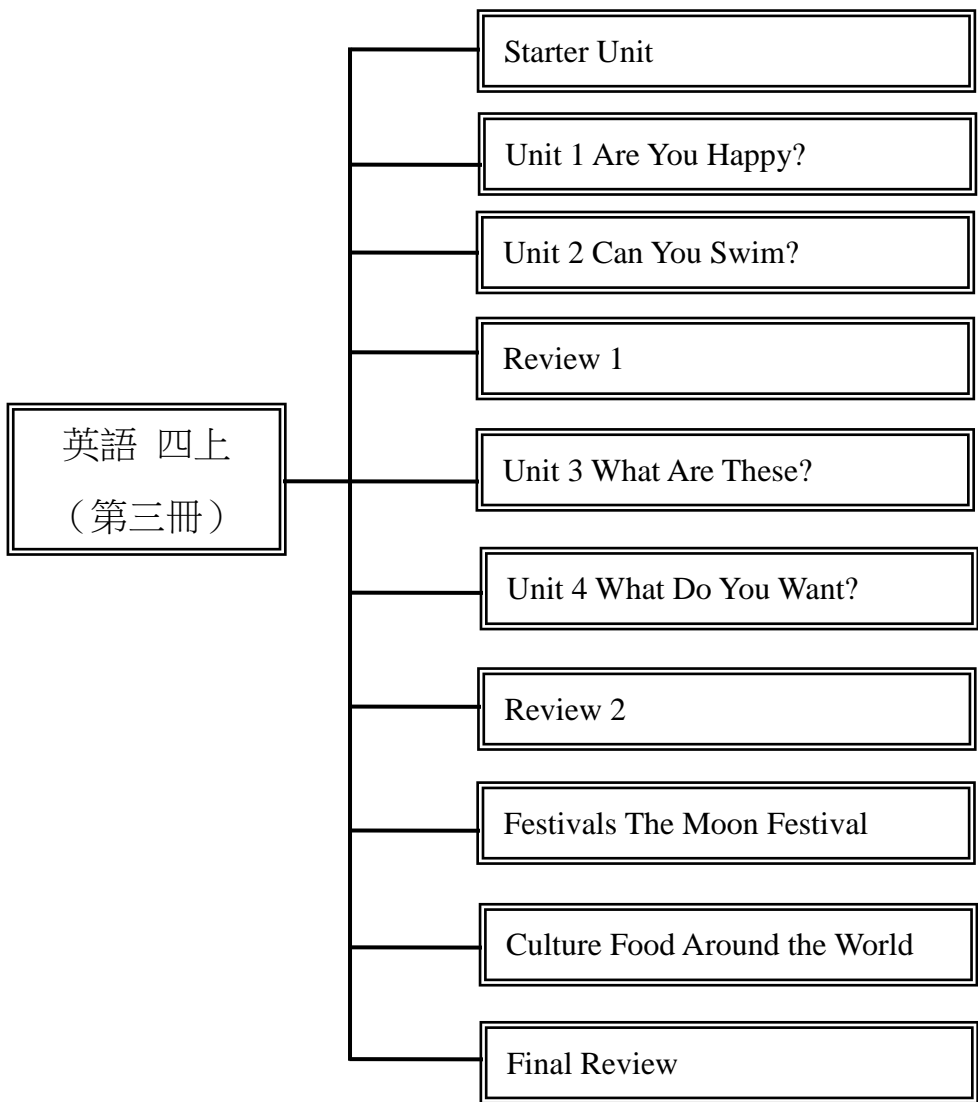 Starter Unit
Unit 1 Are You Happy?
Unit 2 Can You Swim?
Review 1
英語 四上
（第三冊）
Unit 3 What Are These?
Unit 4 What Do You Want?
Review 2
Festivals The Moon Festival
Culture Food Around the World
Final Review